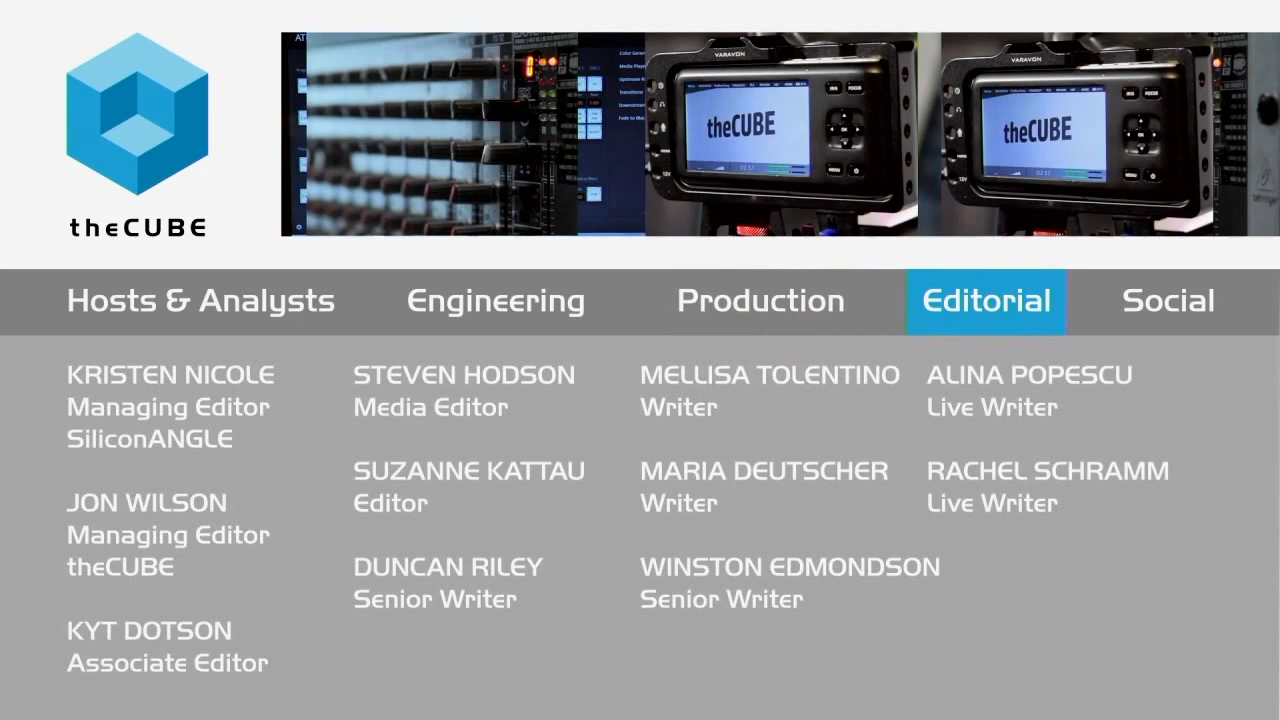 theCUBE
VARAVON
theCUBE
VARAVON
theCUBE
Hosts & Analysts
Engineering
Production
Editorial
Social
KRISTEN NICOLE
Managing Editor
SiliconANGLE
JON WILSON
Managing Editor
theCUBE
KYT DOTSON
Associate Editor
STEVEN HODSON
Media Editor
SUZANNE KATTAU
Editor
DUNCAN RILEY
Senior Writer
MELLISA TOLENTINO
Writer
MARIA DEUTSCHER
Writer
WINSTON EDMONDSON
Senior Writer
ALINA POPESCU
Live Writer
RACHEL SCHRAMM
Live Writer